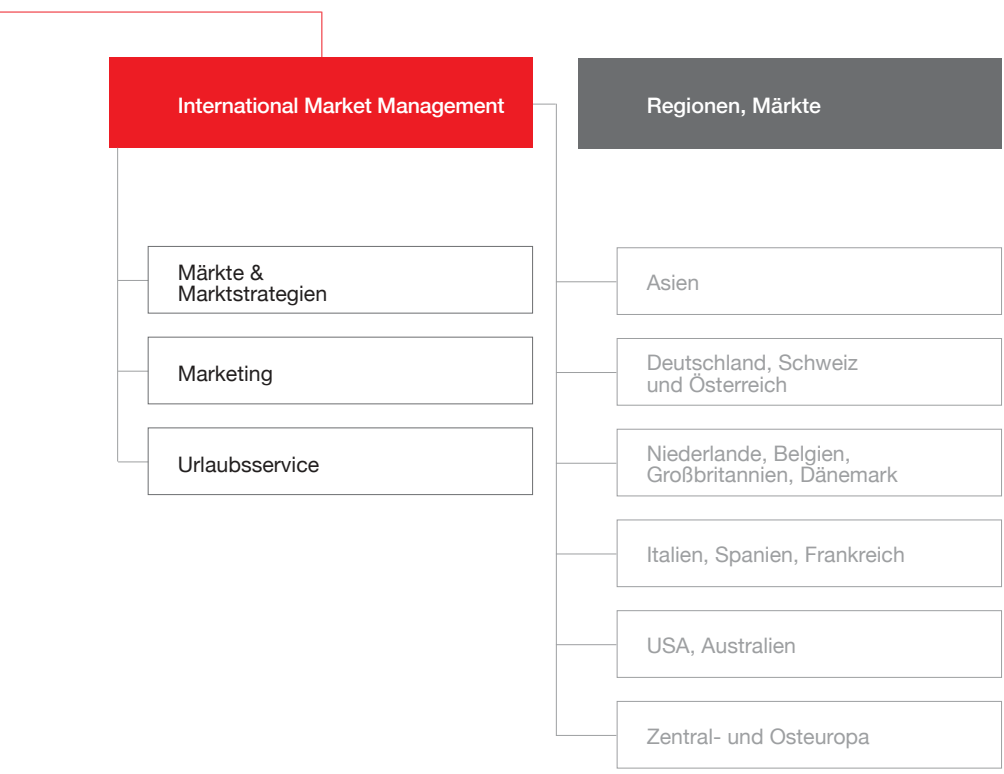 International Market Management
Regionen, Märkte
Märkte &
Marktstrategien
Marketing
Urlaubsservice
Asien
Deutschland, Schweiz
und Österreich
Niederlande, Belgien,
Großbritannien, Dänemark
Italien, Spanien, Frankreich
USA, Australien
Zentral- und Osteuropa